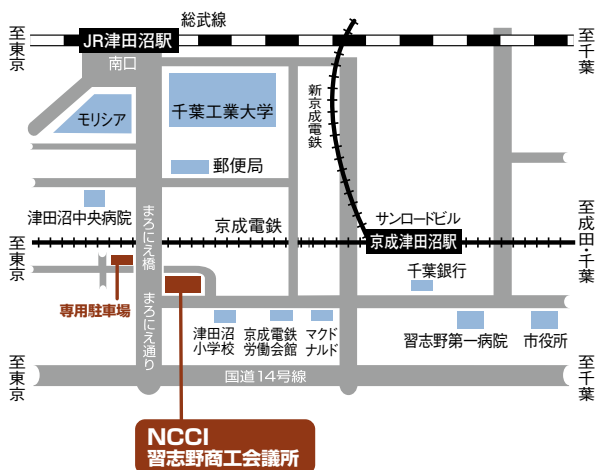 総武線
至東京
JR津田沼駅
至千葉
南口
モリシア
千葉工業大学
新京成電鉄
郵便局
津田沼中央病院
まろにえ橋
京成電鉄
サンロードビル
至東京
京成津田沼駅
至成田・千葉
専用駐車場
千葉銀行
まろにえ通り
津田沼
小学校
京成電鉄
労働会館
マクド
ナルド
習志野第一病院
市役所
至東京
国道14号線
至千葉
NCCI
習志野商工会議所